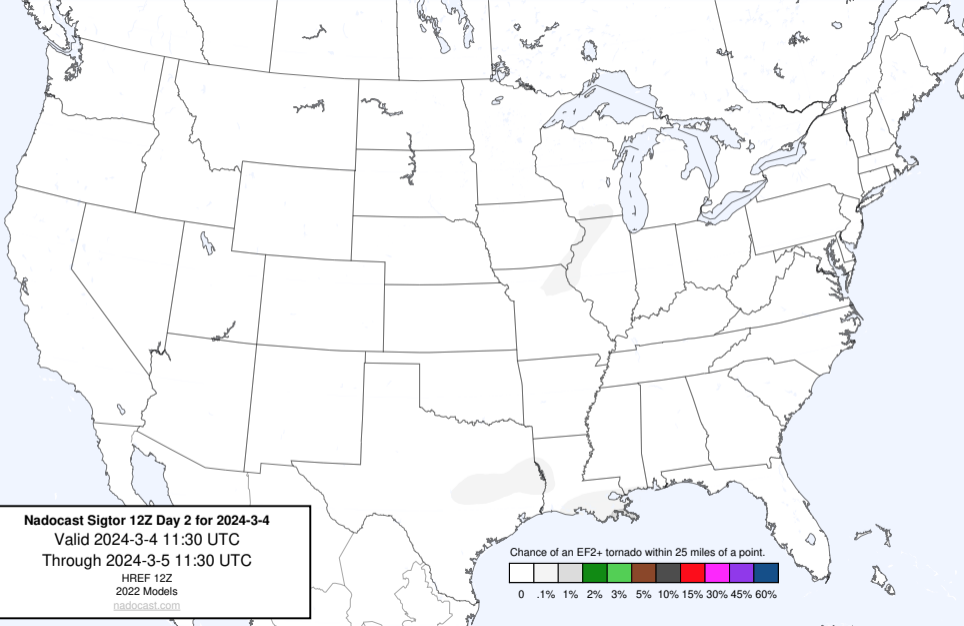 Nadocast Sigtor 12Z Day 2 for 2024-3-4
Valid 2024-3-4 11:30 UTC
Through 2024-3-5 11:30 UTC
HREF 12Z
2022 Models
nadocast.com
Chance of an EF2+ tornado within 25 miles of a point.
0 .1% 1% 2% 3% 5% 10% 15% 30% 45% 60%